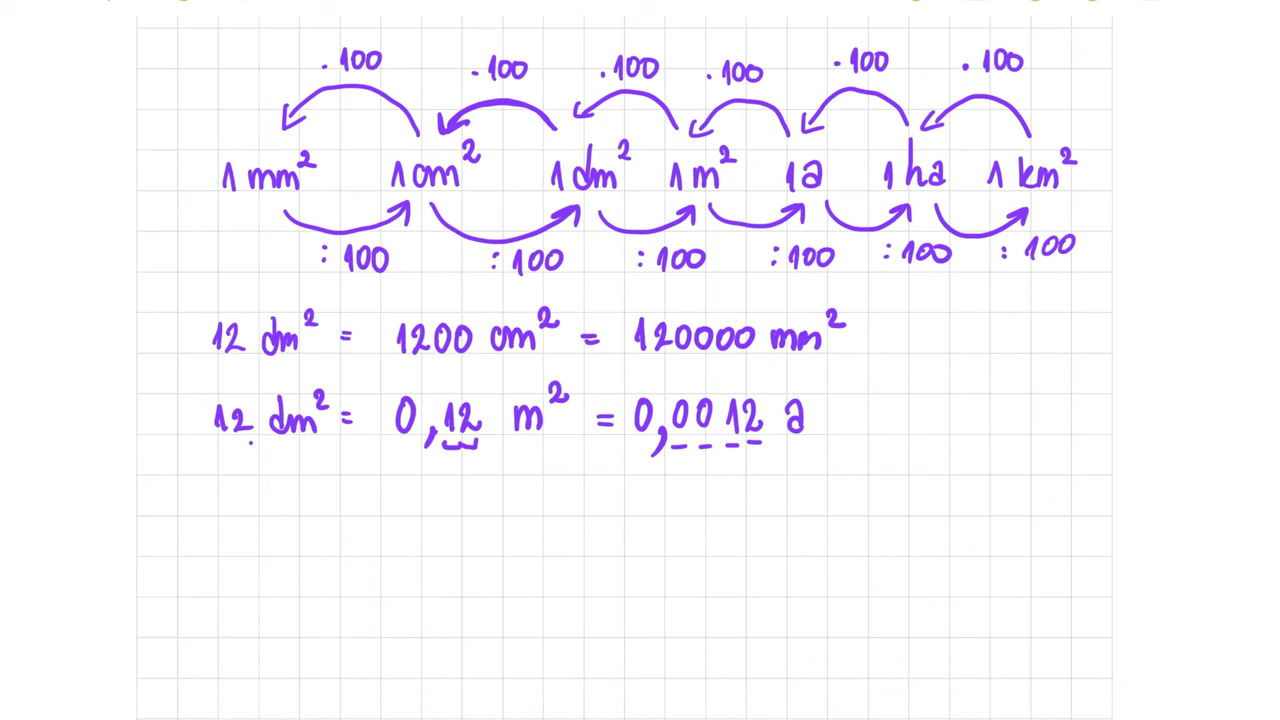 . 100 . 100 . 100 . 100 . 100 . 100
1 mm² 1 cm² 1 dm² 1 m² 1a 1 ha 1 km²
: 100 : 100 : 100 : 100 : 100 : 100
12 dm² = 1200 cm² = 120000 mm²
12 dm² = 0,12 m² = 0,0012 a